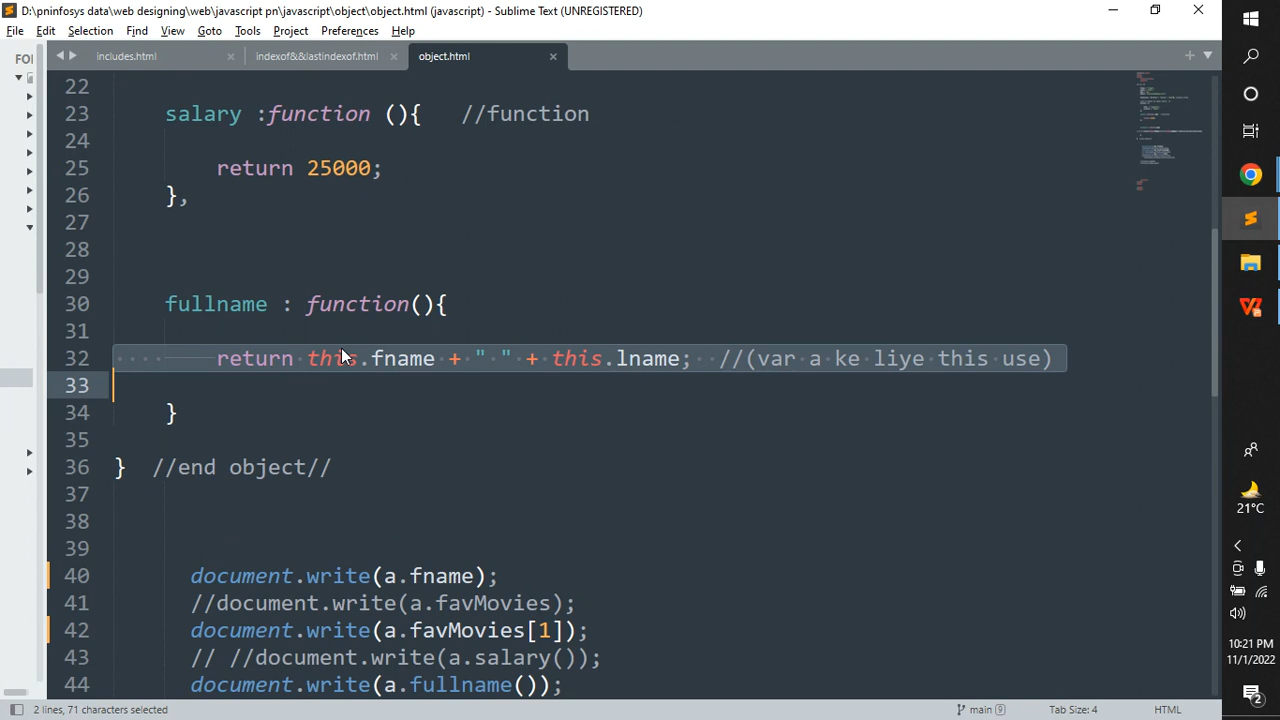 D:\pninfosys data\web designing\web\javascript pn\javascript\object\object.html (javascript) - Sublime Text (UNREGISTERED)
File Edit Selection Find View Goto Tools Project Preferences Help
FOI
includes.html
indexof&&lastindexof.html
object.html
22
23 salary :function (){ //function
24
25 return 25000;
26 },
27
28
29
30 fullname : function(){
31
32 return this.fname + " " + this.lname; //(var a ke liye this use)
33
34 }
35
36 } //end object//
37
38
39
40 document.write(a.fname);
41 //document.write(a.favMovies);
42 document.write(a.favMovies[1]);
43 // //document.write(a.salary());
44 document.write(a.fullname());
2 lines, 71 characters selected
main 9
Tab Size: 4
HTML
21°C
10:21 PM
11/1/2022
2